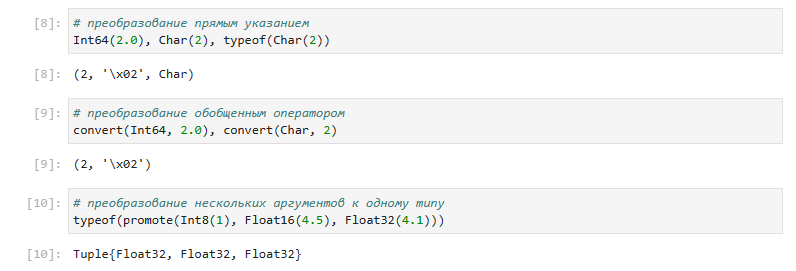 [8]: # преобразование прямым указанием
Int64(2.0), Char(2), typeof(Char(2))
[8]: (2, '\x02', Char)
[9]: # преобразование обобщенным оператором
convert(Int64, 2.0), convert(Char, 2)
[9]: (2, '\x02')
[10]: # преобразование нескольких аргументов к одному типу
typeof(promote(Int8(1), Float16(4.5), Float32(4.1)))
[10]: Tuple{Float32, Float32, Float32}